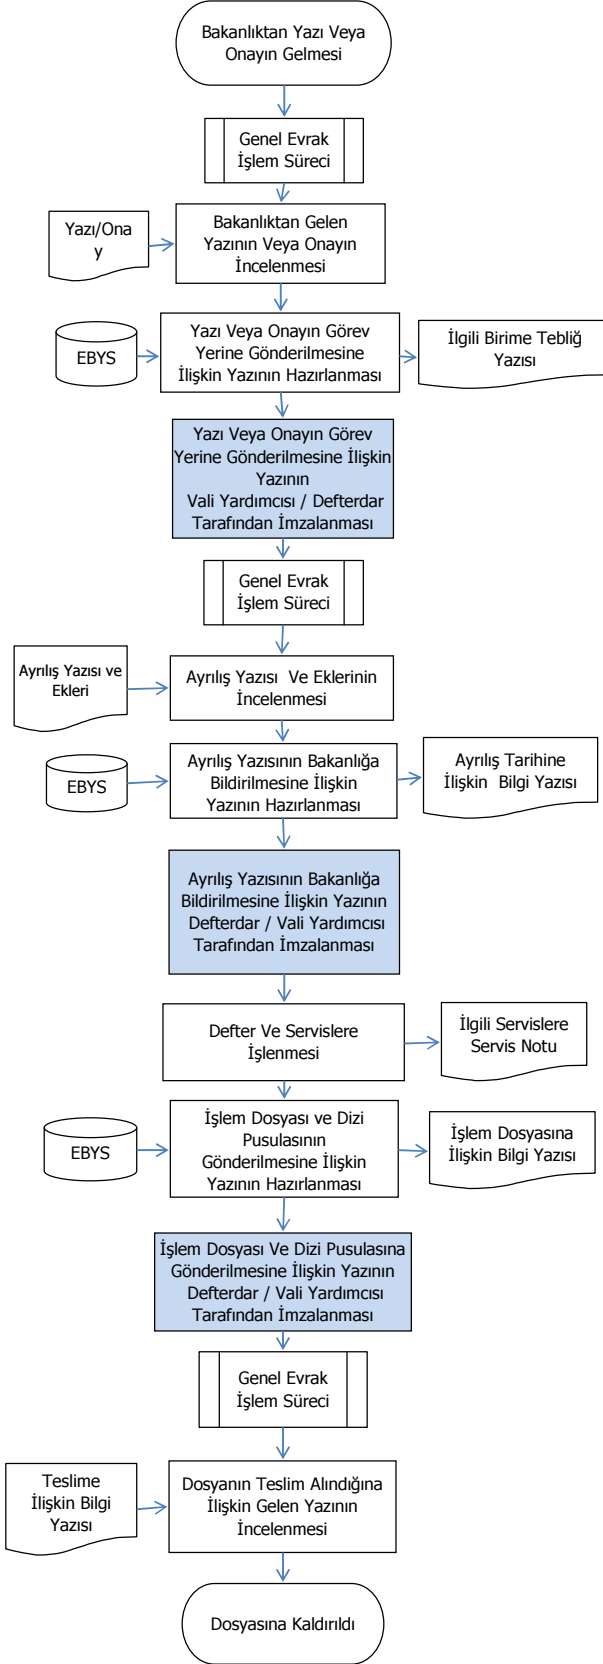 Bakanlıktan Yazı Veya
Onayın Gelmesi
Genel Evrak
İşlem Süreci
Yazı/Ona
y
Bakanlıktan Gelen
Yazının Veya Onayın
İncelenmesi
EBYS
Yazı Veya Onayın Görev
Yerine Gönderilmesine
İlişkin Yazının Hazırlanması
İlgili Birime Tebliğ
Yazısı
Yazı Veya Onayın Görev
Yerine Gönderilmesine İlişkin
Yazının
Vali Yardımcısı / Defterdar
Tarafından İmzalanması
Genel Evrak
İşlem Süreci
Ayrılış Yazısı ve
Ekleri
Ayrılış Yazısı  Ve Eklerinin
İncelenmesi
EBYS
Ayrılış Yazısının Bakanlığa
Bildirilmesine İlişkin
Yazının Hazırlanması
Ayrılış Tarihine
İlişkin  Bilgi Yazısı
Ayrılış Yazısının Bakanlığa
Bildirilmesine İlişkin Yazının
Defterdar / Vali Yardımcısı
Tarafından İmzalanması
Defter Ve Servislere
İşlenmesi
İlgili Servislere
Servis Notu
EBYS
İşlem Dosyası ve Dizi
Pusulasının
Gönderilmesine İlişkin
Yazının Hazırlanması
İşlem Dosyasına
İlişkin Bilgi Yazısı
İşlem Dosyası Ve Dizi Pusulasına
Gönderilmesine İlişkin Yazının
Defterdar / Vali Yardımcısı
Tarafından İmzalanması
Genel Evrak
İşlem Süreci
Teslime
İlişkin Bilgi
Yazısı
Dosyanın Teslim Alındığına
İlişkin Gelen Yazının
İncelenmesi
Dosyasına Kaldırıldı